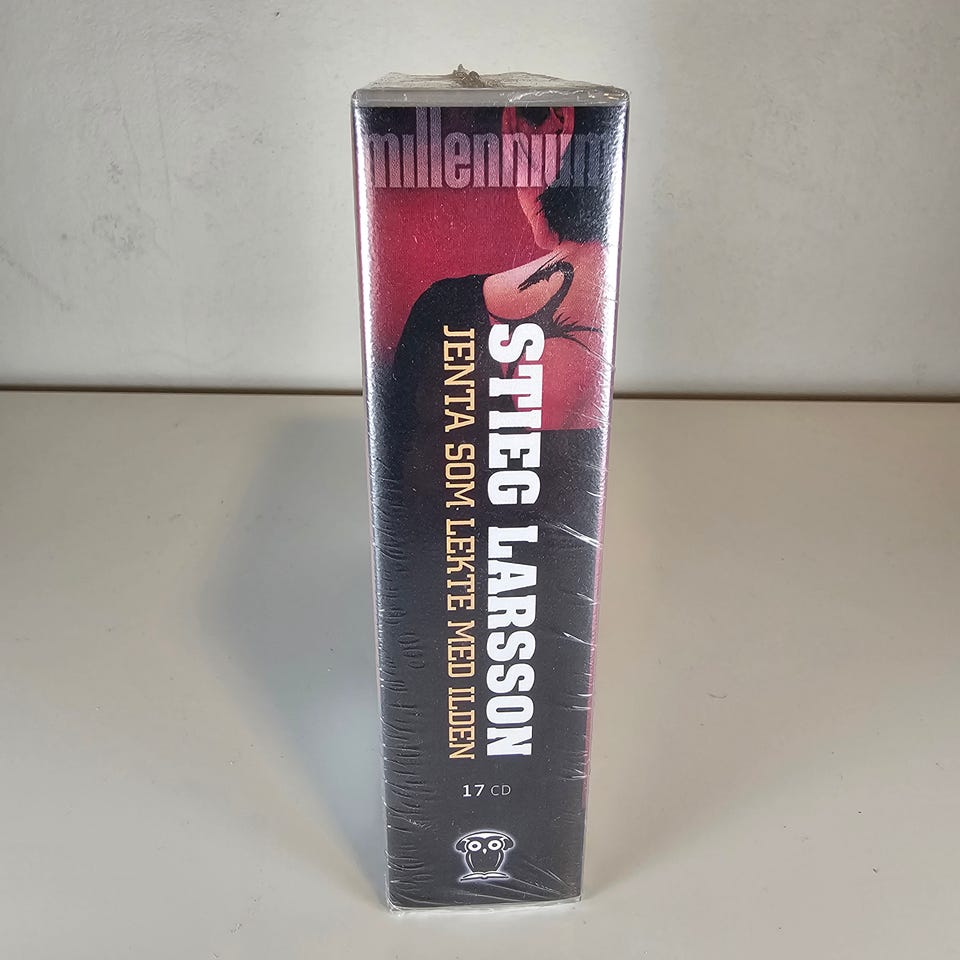 millennium
STIEG LARSSON
JENTA SOM LEKTE MED ILDEN
17 CD